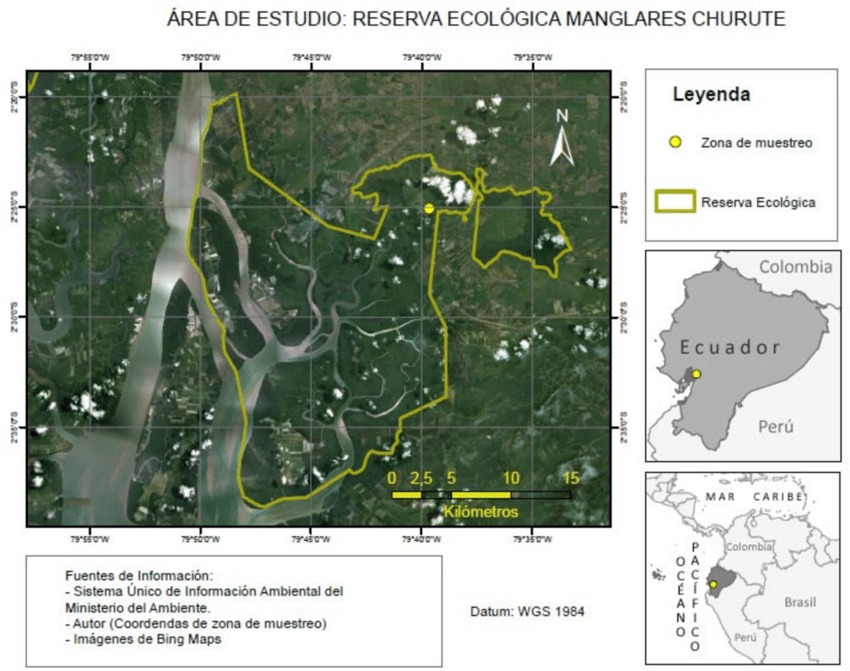 ÁREA DE ESTUDIO: RESERVA ECOLÓGICA MANGLARES CHURUTE
79°55'0"O 79°50'0"O 79°45'0"O 79°40'0"O 79°35'0"O
2°20'0"S 2°20'0"S
N
2°25'0"S 2°25'0"S
2°30'0"S 2°30'0"S
2°35'0"S 2°35'0"S
0 2,5 5 10 15
Kilómetros
79°55'0"O 79°50'0"O 79°45'0"O 79°40'0"O 79°35'0"O
Leyenda
Zona de muestreo
Reserva Ecológica
Colombia
Ecuador
Perú
MAR CARIBE
OCÉANO
PACÍFICO
Colombia
Brasil
Perú
Fuentes de Información:
- Sistema Único de Información Ambiental del
Ministerio del Ambiente.
- Autor (Coordendas de zona de muestreo)
- Imágenes de Bing Maps
Datum: WGS 1984